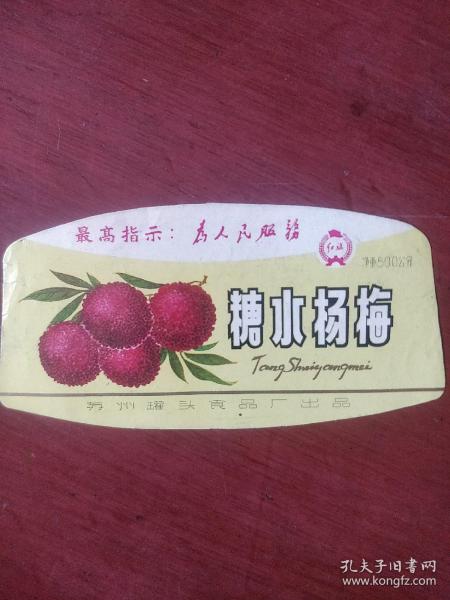 最高指示：为人民服务
红旗
净重500公分
糖水杨梅
Tang Shuiyangmei
苏州罐头食品厂出品
孔夫子旧书网
www.kongfz.com